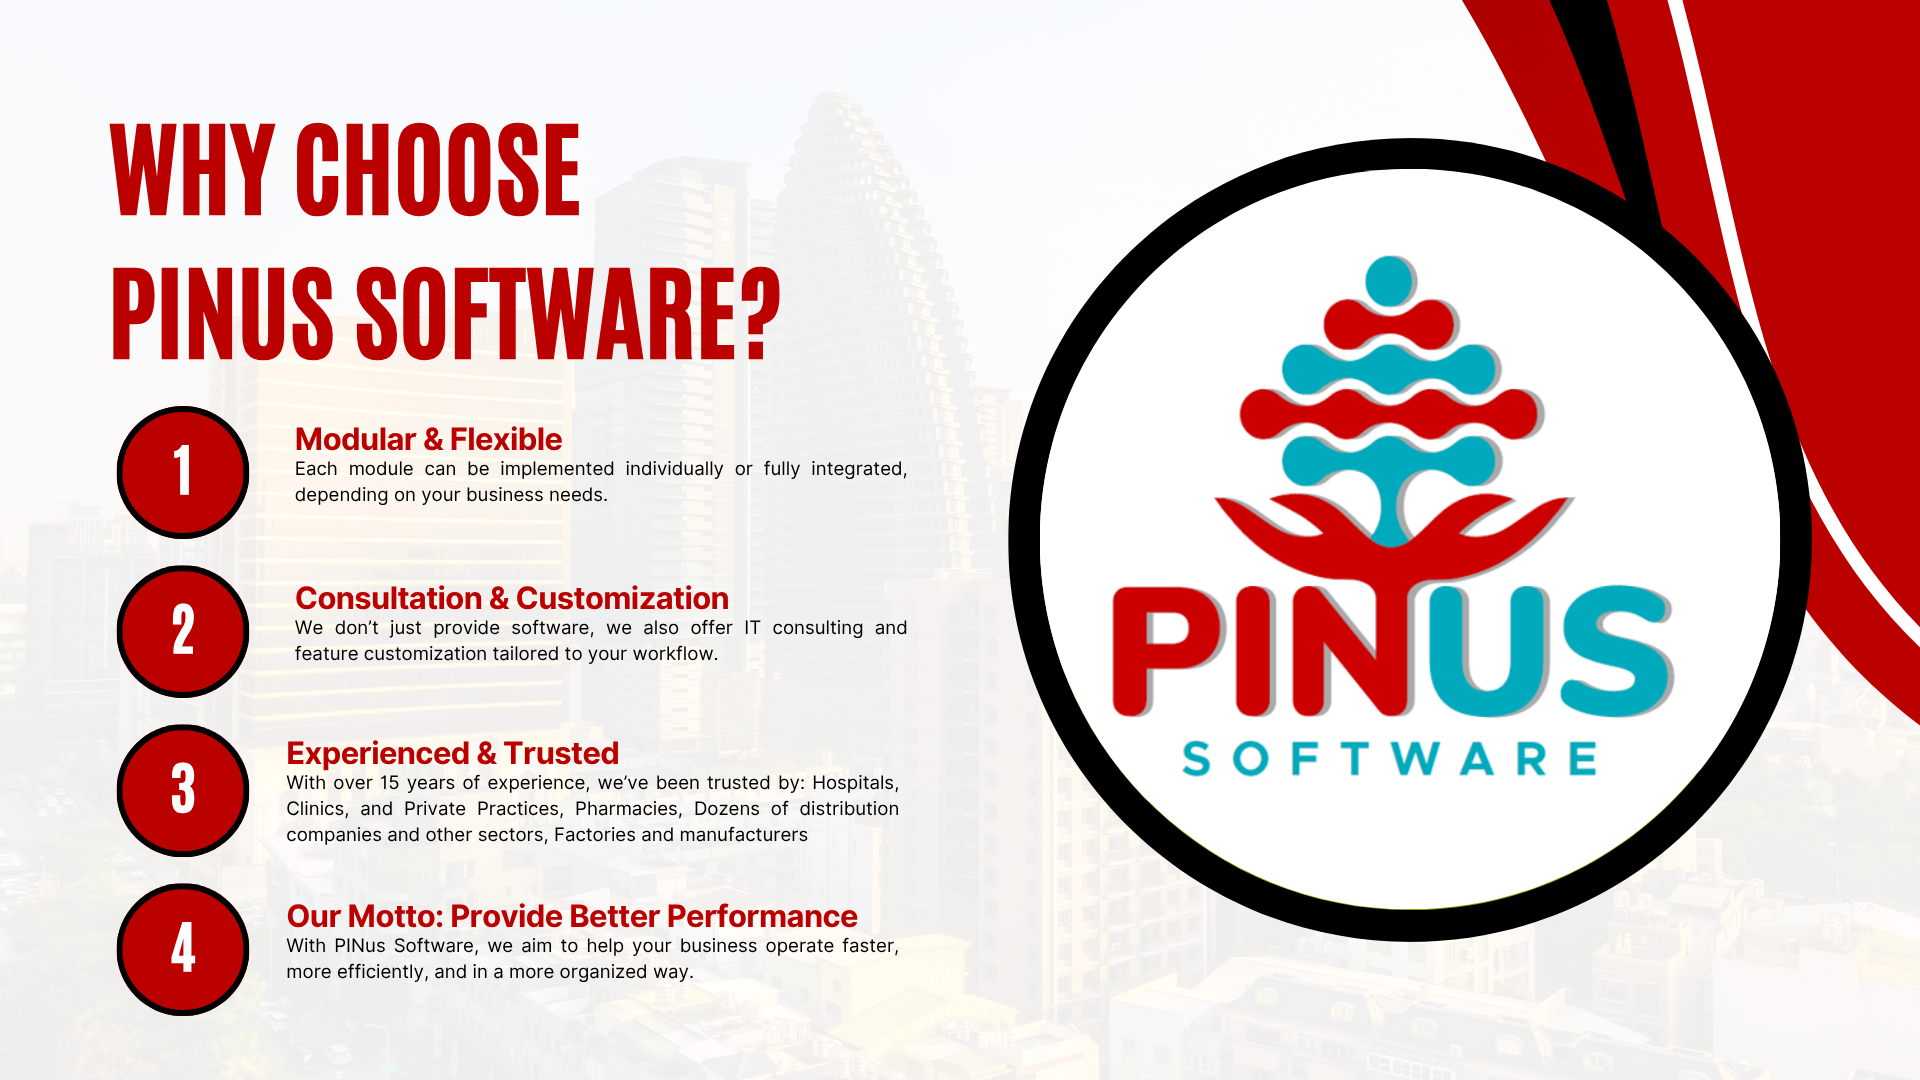 WHY CHOOSE
PINUS SOFTWARE?
1
Modular & Flexible
Each module can be implemented individually or fully integrated,
depending on your business needs.
2
Consultation & Customization
We don’t just provide software, we also offer IT consulting and
feature customization tailored to your workflow.
3
Experienced & Trusted
With over 15 years of experience, we’ve been trusted by: Hospitals,
Clinics, and Private Practices, Pharmacies, Dozens of distribution
companies and other sectors, Factories and manufacturers
4
Our Motto: Provide Better Performance
With PINus Software, we aim to help your business operate faster,
more efficiently, and in a more organized way.
PINUS
SOFTWARE